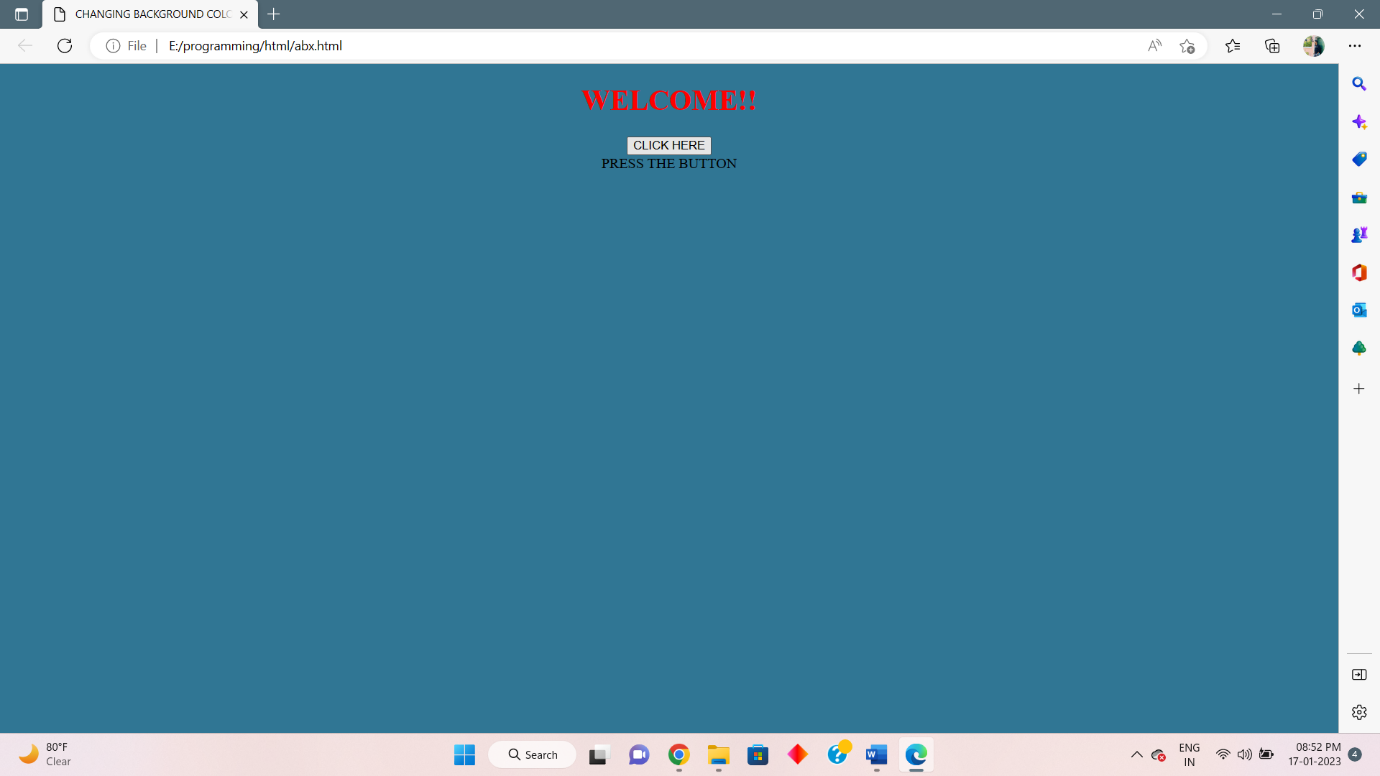 CHANGING BACKGROUND COLO
File | E:/programming/html/abx.html
WELCOME!!
CLICK HERE
PRESS THE BUTTON
80°F
Clear
Search
ENG
IN
08:52 PM
17-01-2023
4